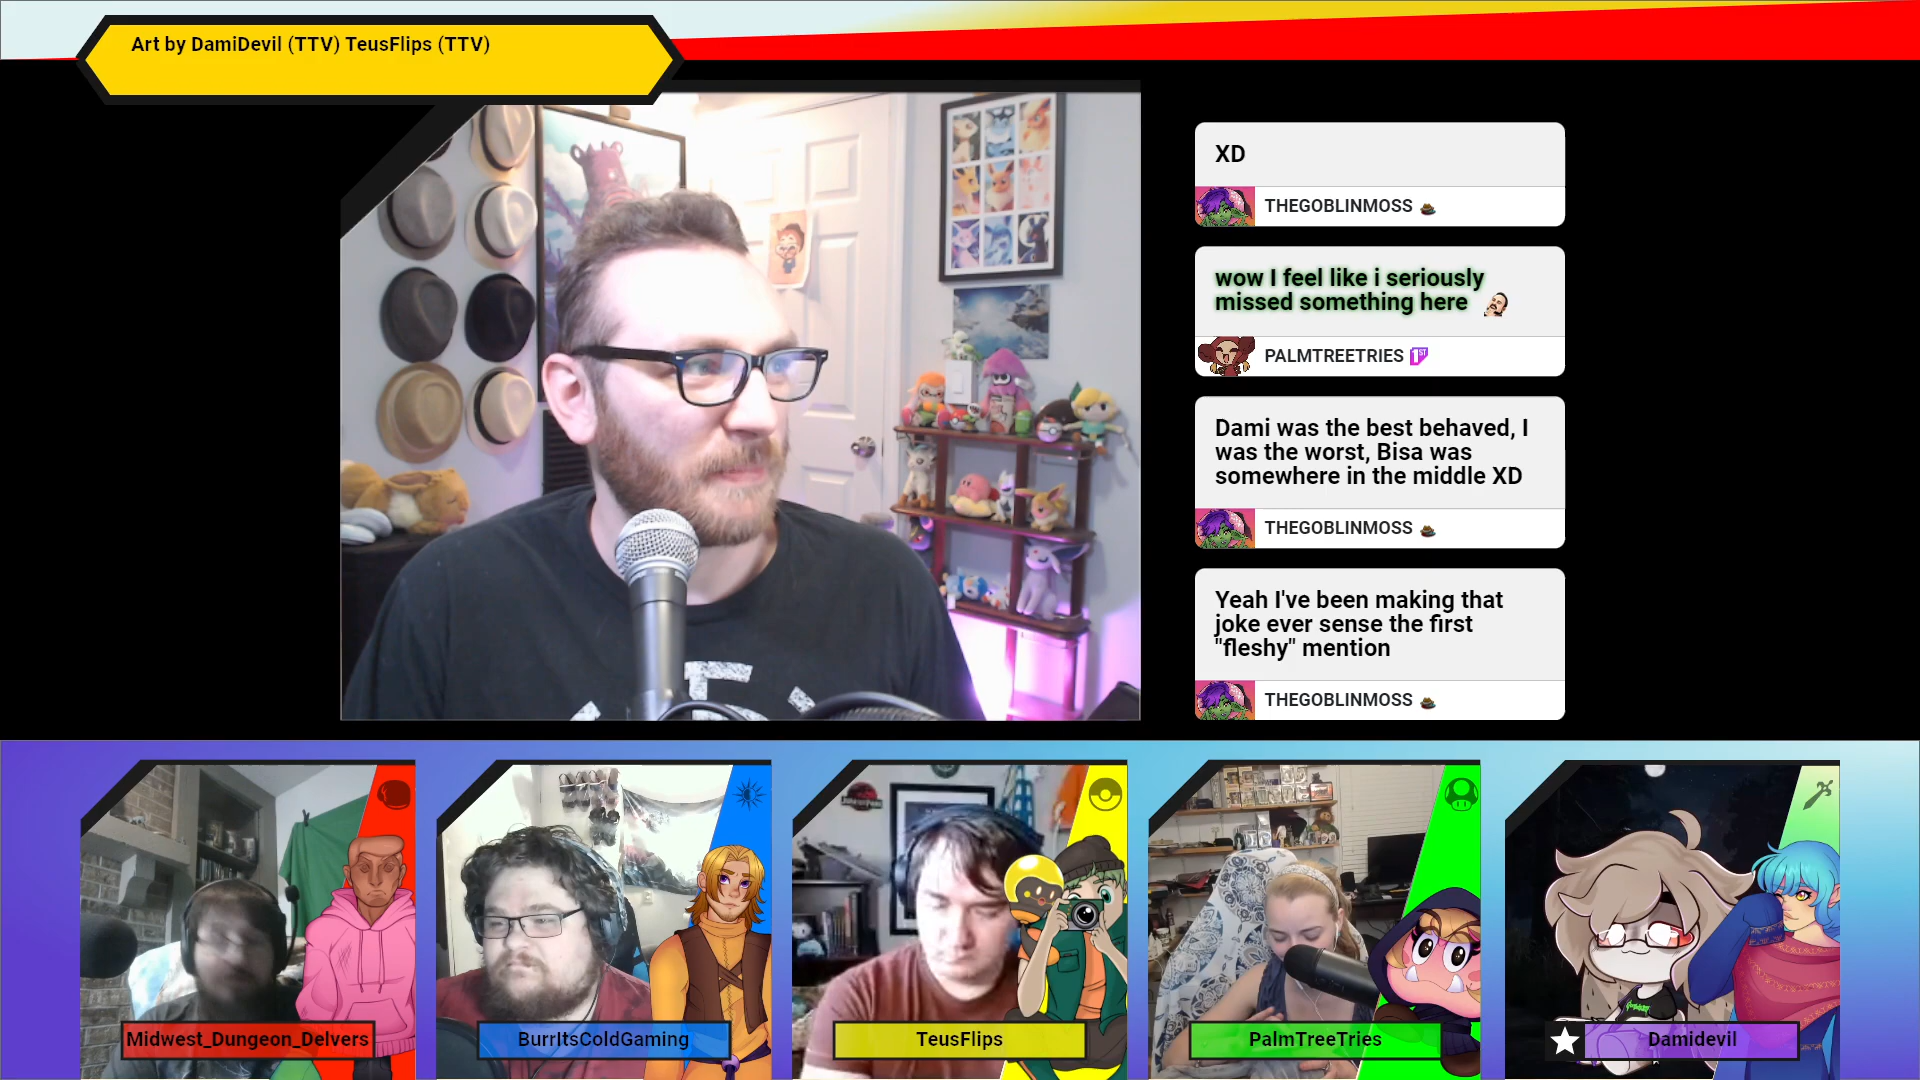 Art by DamiDevil (TTV) TeusFlips (TTV)
XD
THEGOBLINMOSS
wow I feel like i seriously
missed something here
PALMTREETRIES 1ST
Dami was the best behaved, I
was the worst, Bisa was
somewhere in the middle XD
THEGOBLINMOSS
Yeah I've been making that
joke ever sense the first
"fleshy" mention
THEGOBLINMOSS
Midwest_Dungeon_Delvers
BurrItsColdGaming
TeusFlips
PalmTreeTries
Damidevil